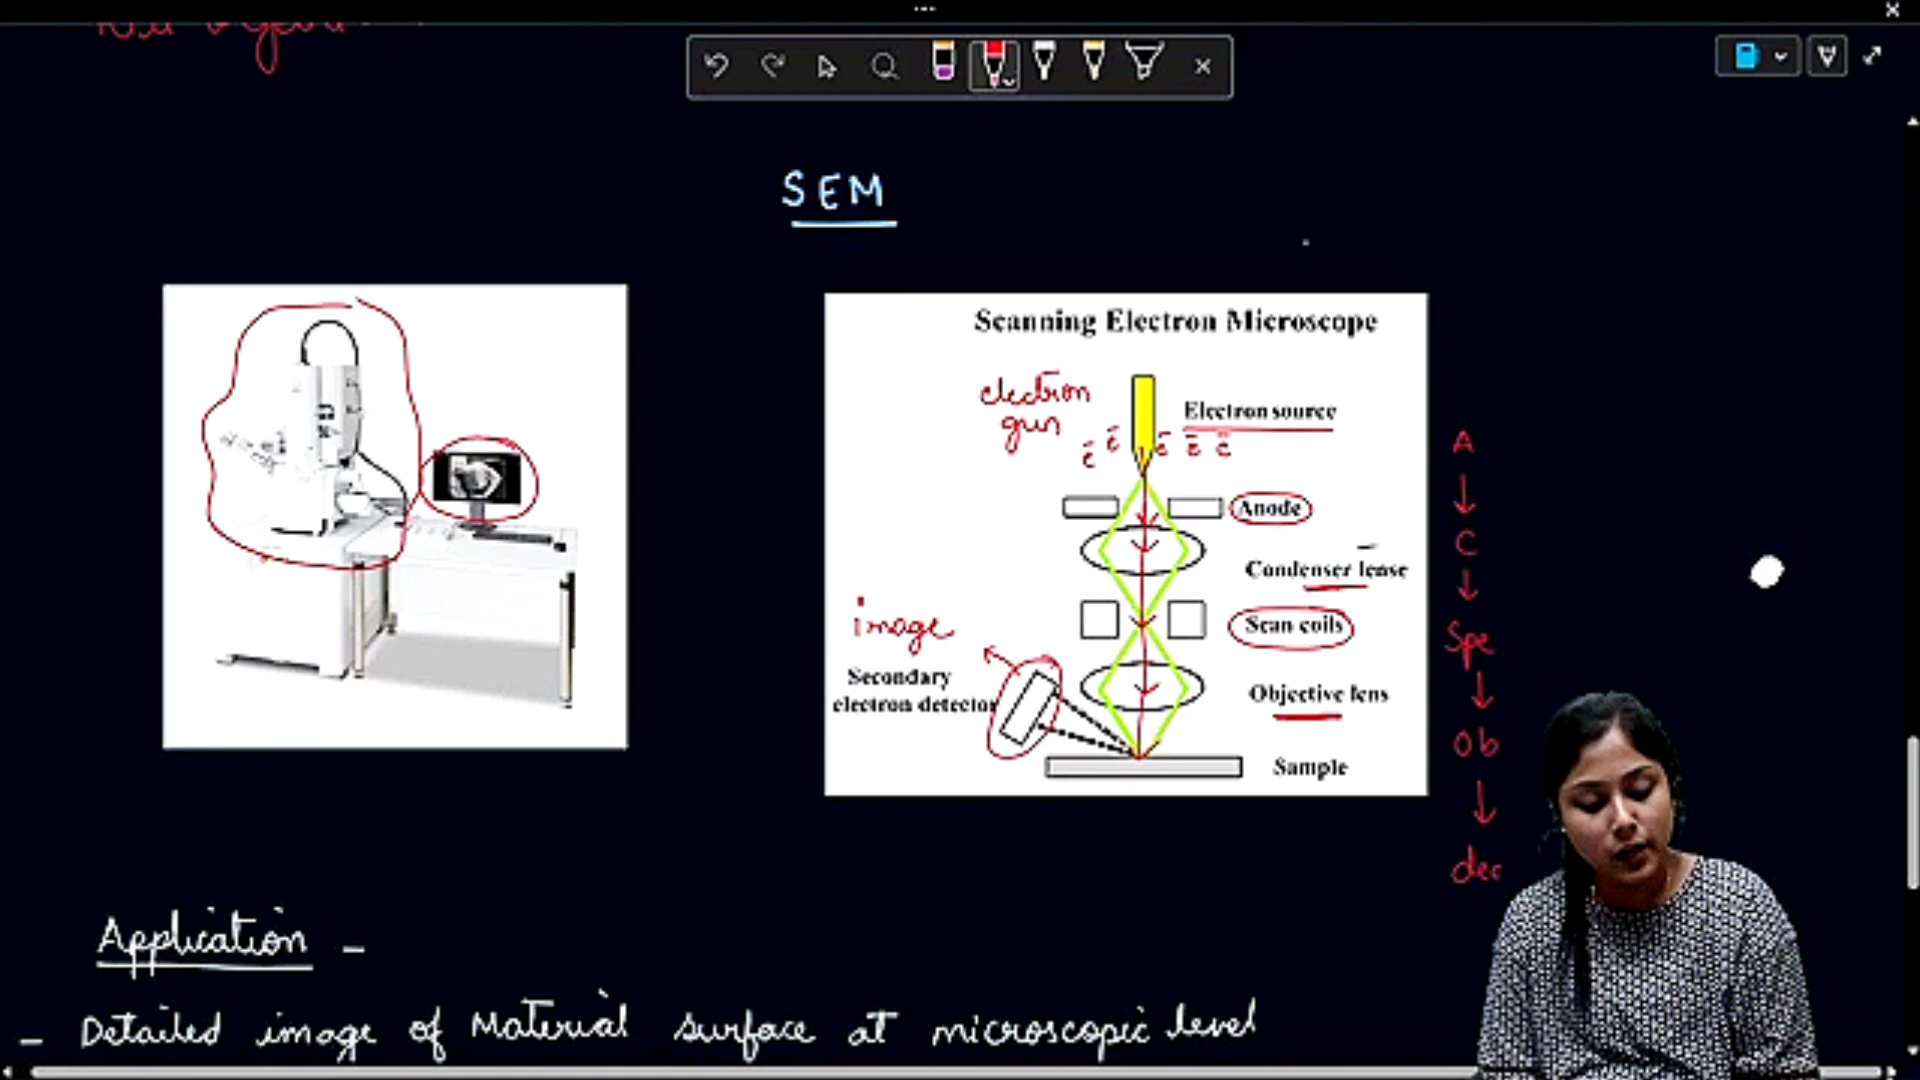 SEM
Scanning Electron Microscope
electron
gun
Electron source
e⁻ e⁻ e⁻ e⁻ e⁻
Anode
Condenser lense
image
Scan coils
Secondary
electron detector
Objective lens
Sample
A
↓
C
↓
Spe
↓
Ob
↓
dec
Application -
- Detailed image of Material surface at microscopic level